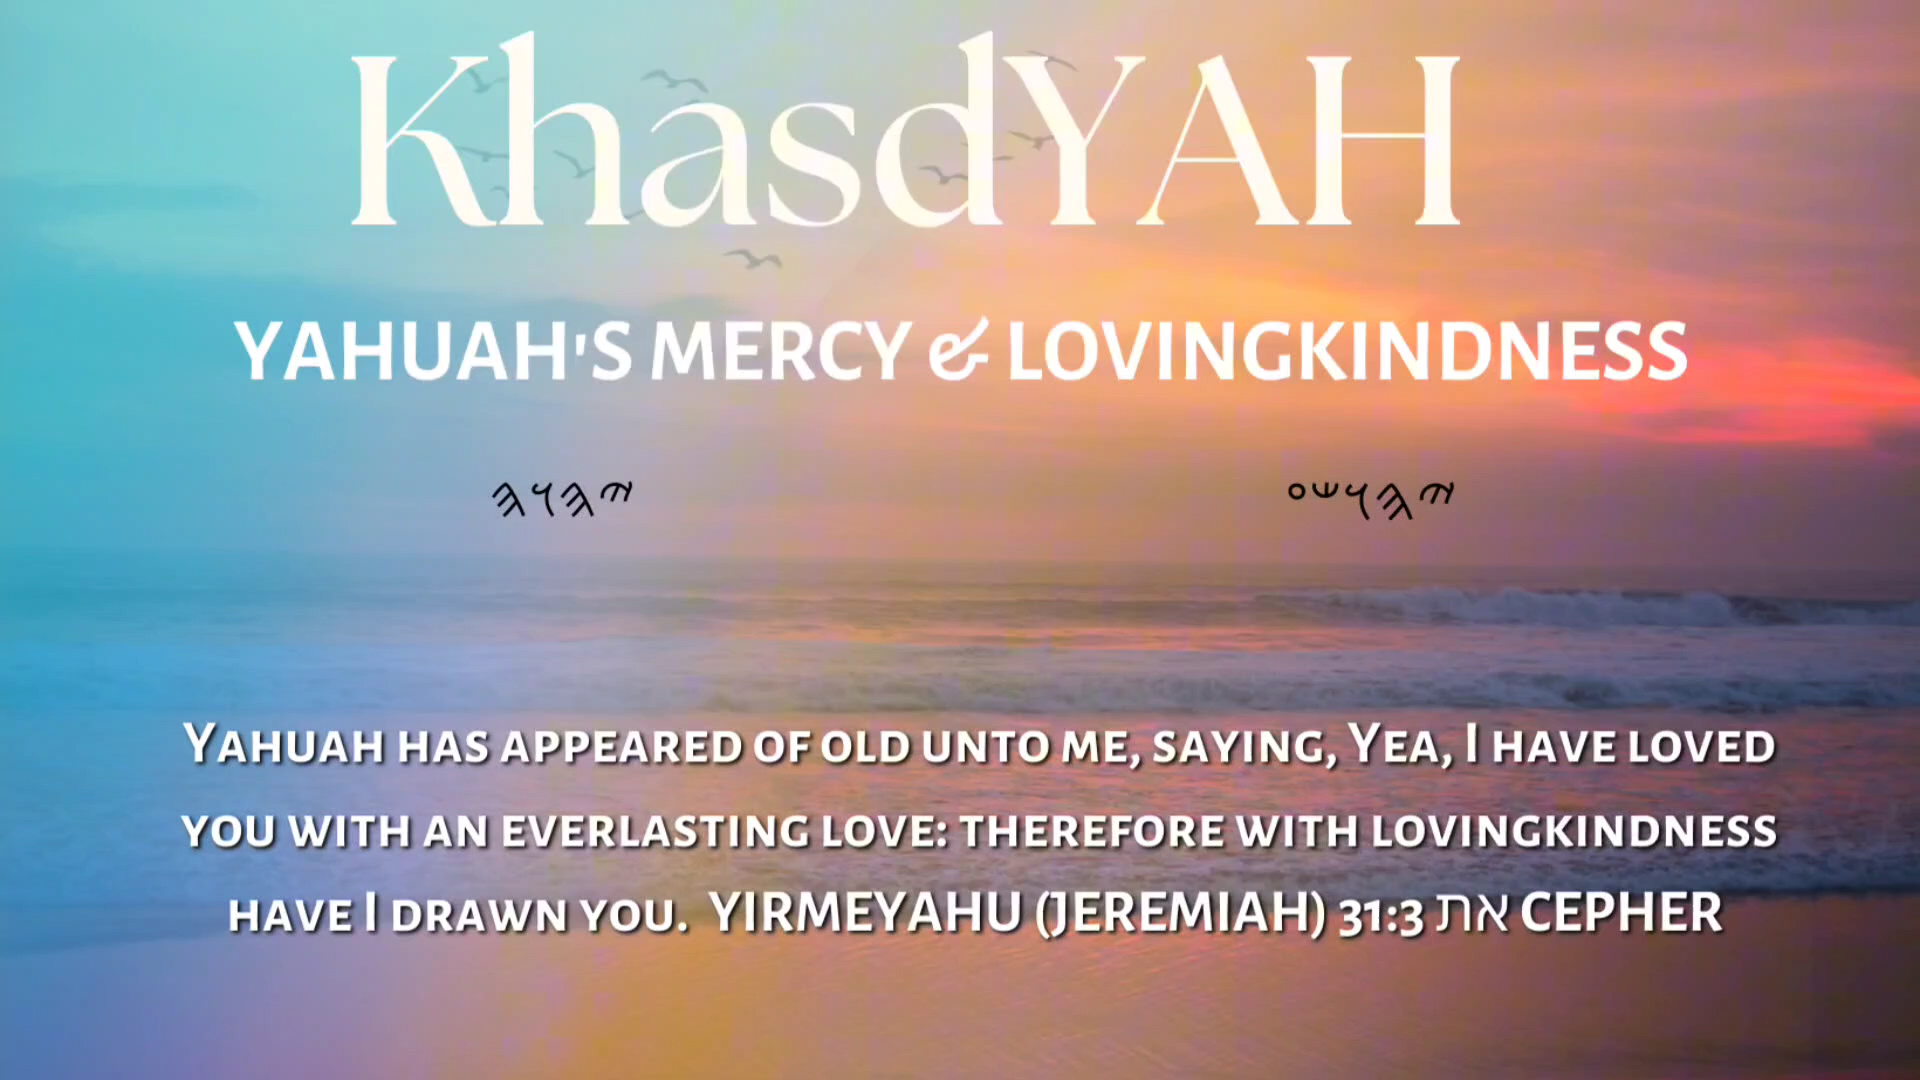 KhasdYAH
YAHUAH'S MERCY & LOVINGKINDNESS
𐤉𐤄𐤅𐤄 𐤉𐤄𐤅𐤔𐤏
YAHUAH HAS APPEARED OF OLD UNTO ME, SAYING, YEA, I HAVE LOVED
YOU WITH AN EVERLASTING LOVE: THEREFORE WITH LOVINGKINDNESS
HAVE I DRAWN YOU. YIRMEYAHU (JEREMIAH) 31:3 את CEPHER